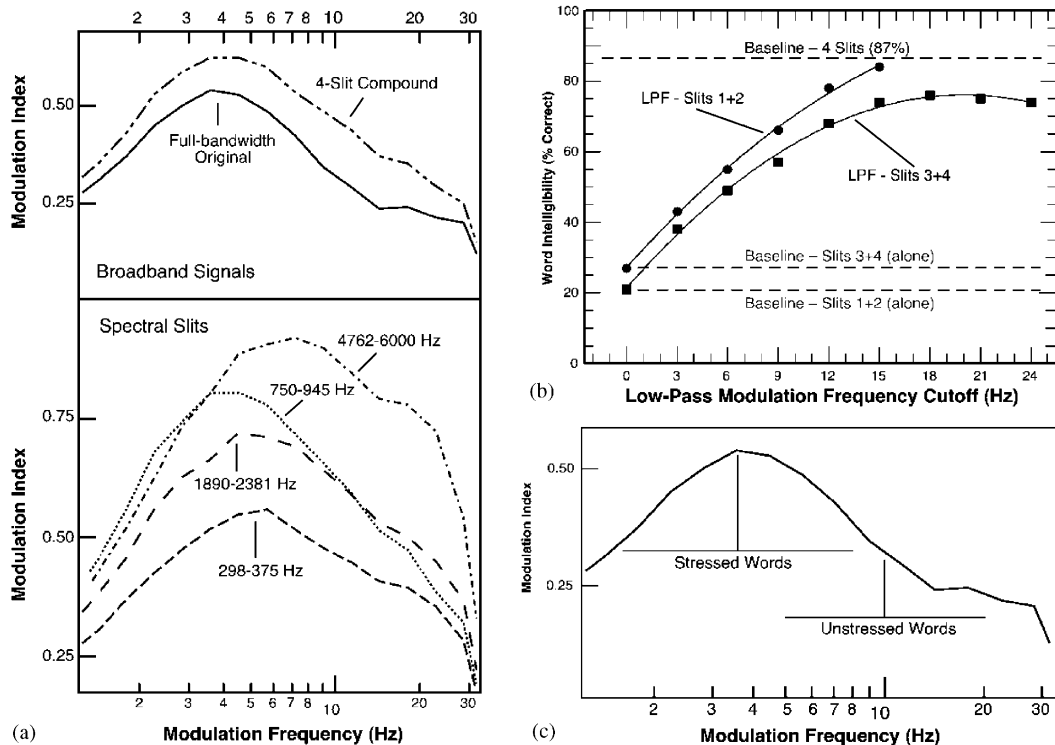 2 3 4 5 6 7 8 10 20 30
4-Slit Compound
0.50
Full-bandwidth
Original
0.25
Modulation Index
Broadband Signals
Spectral Slits
4762-6000 Hz
750-945 Hz
0.75
1890-2381 Hz
0.50
298-375 Hz
0.25
Modulation Index
2 3 4 5 6 7 8 10 20 30
(a)
Modulation Frequency (Hz)
100
Baseline – 4 Slits (87%)
80
LPF - Slits 1+2
60
LPF - Slits 3+4
40
Baseline – Slits 3+4 (alone)
20
Baseline – Slits 1+2 (alone)
0
Word Intelligibility (% Correct)
0 3 6 9 12 15 18 21 24
(b)
Low-Pass Modulation Frequency Cutoff (Hz)
0.50
Modulation Index
Stressed Words
0.25
Unstressed Words
2 3 4 5 6 7 8 10 20 30
(c)
Modulation Frequency (Hz)